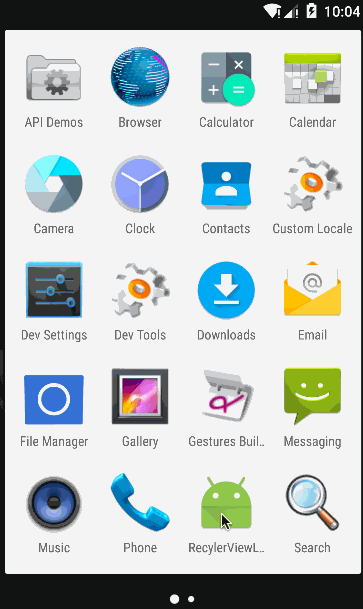 10:04
API Demos
Browser
Calculator
Calendar
Camera
Clock
Contacts
Custom Locale
Dev Settings
Dev Tools
Downloads
Email
File Manager
Gallery
Gestures Buil..
Messaging
Music
Phone
RecylerViewL..
Search